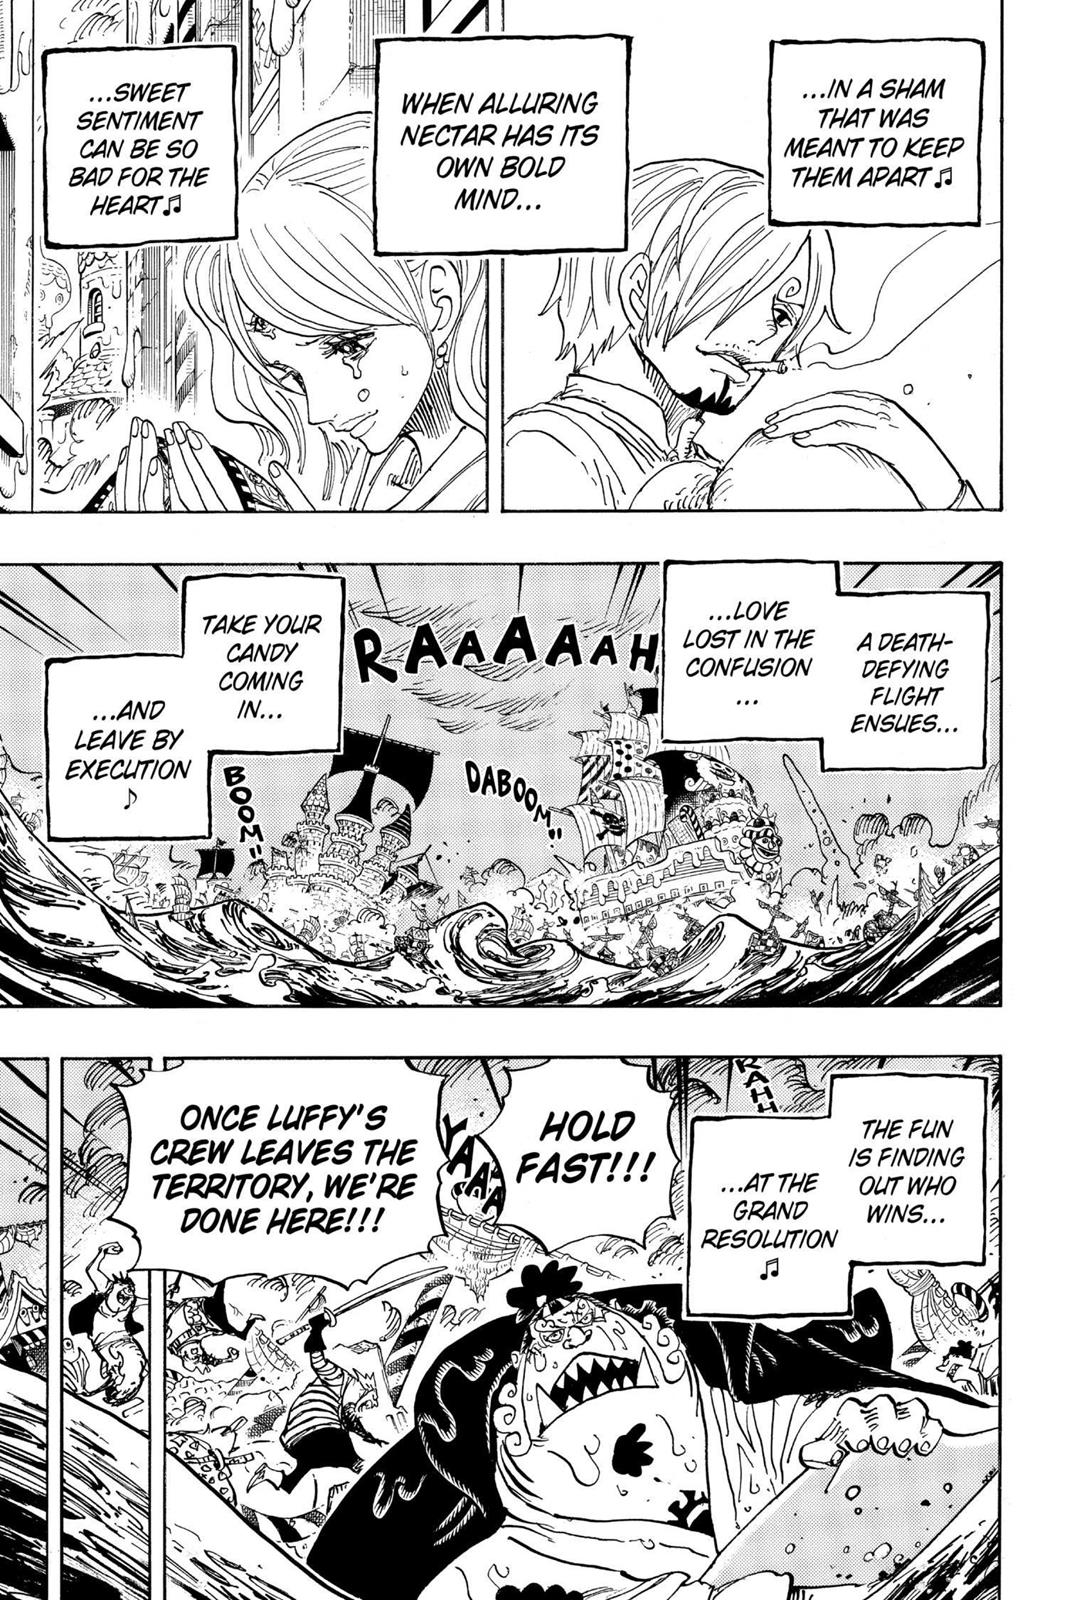 ...IN A SHAM
THAT WAS
MEANT TO KEEP
THEM APART♫
WHEN ALLURING
NECTAR HAS ITS
OWN BOLD
MIND...
...SWEET
SENTIMENT
CAN BE SO
BAD FOR THE
HEART♫
A DEATH-
DEFYING
FLIGHT
ENSUES...
...LOVE
LOST IN THE
CONFUSION
...
RAAAAAAH
DABOOM!!
BOOM!!
TAKE YOUR
CANDY
COMING
IN...
...AND
LEAVE BY
EXECUTION
♪
RAHH
THE FUN
IS FINDING
OUT WHO
WINS...
...AT THE
GRAND
RESOLUTION
♫
HOLD
FAST!!!
YAAAA
ONCE LUFFY'S
CREW LEAVES THE
TERRITORY, WE'RE
DONE HERE!!!